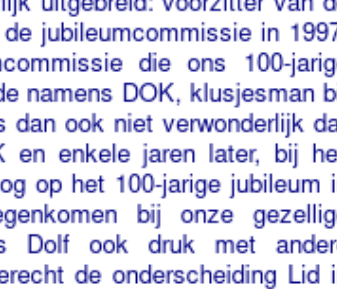 lijk uitgebreid: voorzitter van d
de jubileumcommissie in 1997
ncommissie die ons 100-jarig
de namens DOK, klusjesman b
s dan ook niet verwonderlijk da
K en enkele jaren later, bij he
og op het 100-jarige jubileum i
egenkomen bij onze gezellig
s Dolf ook druk met ander
erecht de onderscheiding Lid i